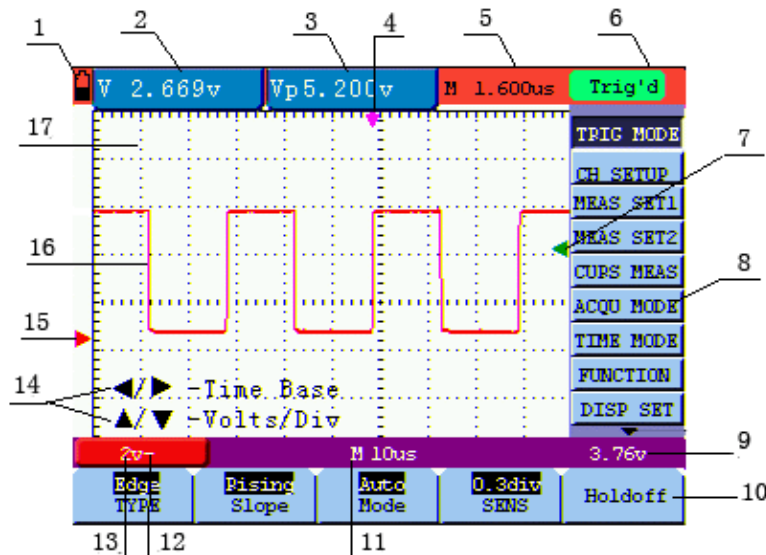 1 2 3 4 5 6
V 2.669v Vp5.200v M 1.600us Trig'd
17
TRIG MODE
7
CH SETUP
MEAS SET1
MEAS SET2
16
CURS MEAS
8
ACQU MODE
15
TIME MODE
FUNCTION
14
◀/▶ -Time Base
DISP SET
▲/▼ -Volts/Div
2v- M 10us 3.76v
9
Edge Rising Auto 0.3div Holdoff
TYPE Slope Mode SENS
10
13 12 11